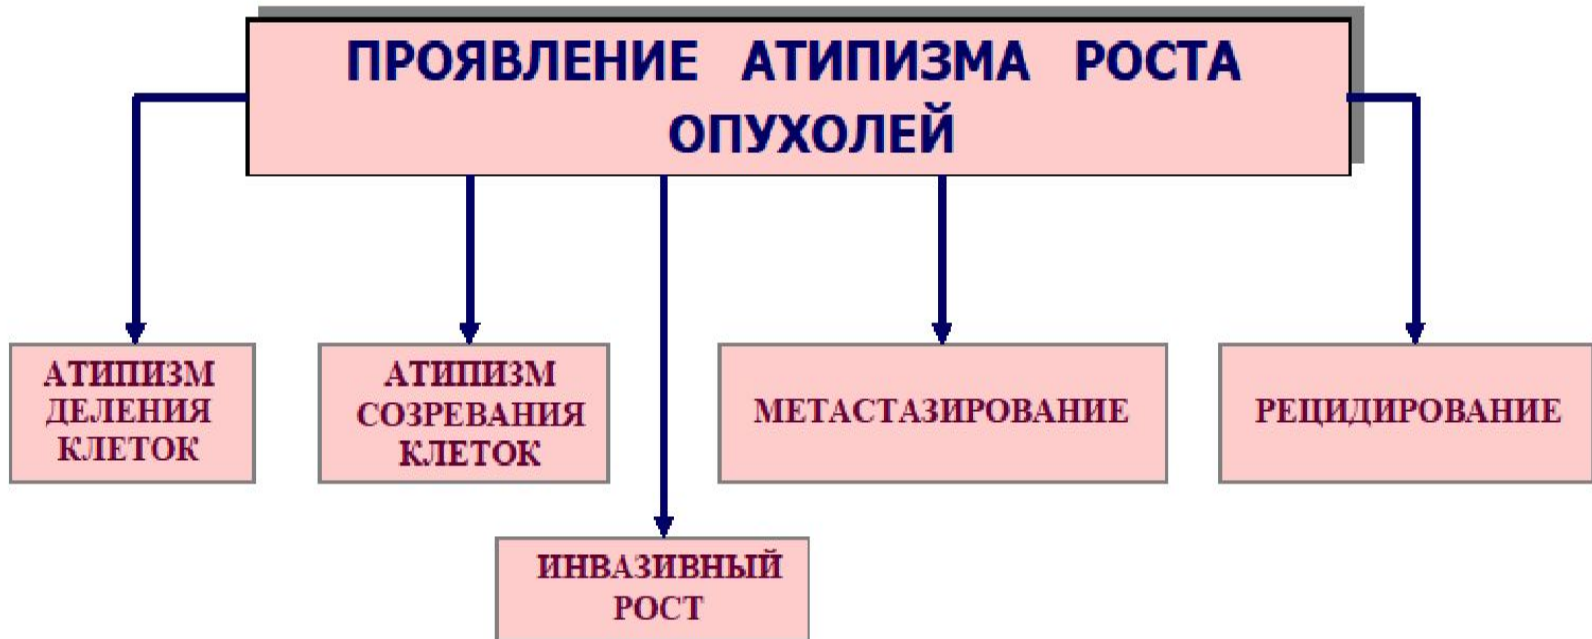 ПРОЯВЛЕНИЕ АТИПИЗМА РОСТА
ОПУХОЛЕЙ
АТИПИЗМ
ДЕЛЕНИЯ
КЛЕТОК
АТИПИЗМ
СОЗРЕВАНИЯ
КЛЕТОК
МЕТАСТАЗИРОВАНИЕ
РЕЦИДИРОВАНИЕ
ИНВАЗИВНЫЙ
РОСТ